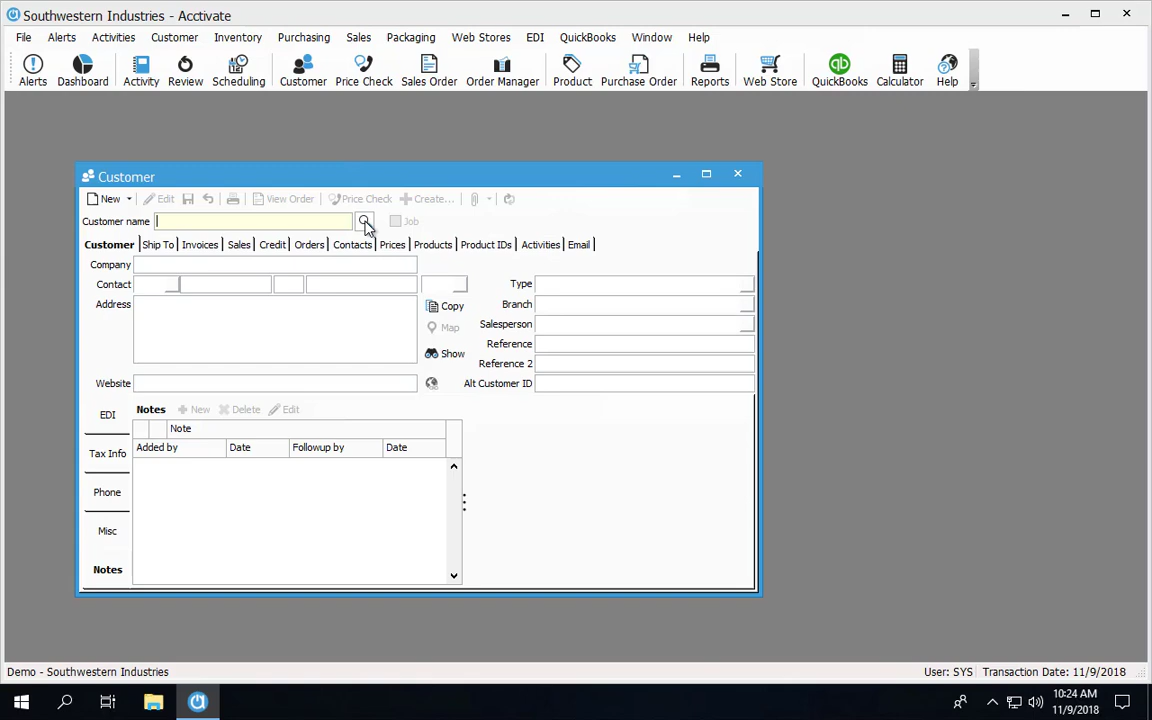 Southwestern Industries - Acctivate
File Alerts Activities Customer Inventory Purchasing Sales Packaging Web Stores EDI QuickBooks Window Help
Alerts Dashboard Activity Review Scheduling Customer Price Check Sales Order Order Manager Product Purchase Order Reports Web Store QuickBooks Calculator Help
Customer
New Edit View Order Price Check Create...
Customer name Job
Customer Ship To Invoices Sales Credit Orders Contacts Prices Products Product IDs Activities Email
Company
Contact Type
Address Copy Branch
Map Salesperson
Reference
Show Reference 2
Website Alt Customer ID
EDI Notes New Delete Edit
Note
Added by Date Followup by Date
Tax Info
Phone
Misc
Notes
Demo - Southwestern Industries User: SYS Transaction Date: 11/9/2018
10:24 AM
11/9/2018